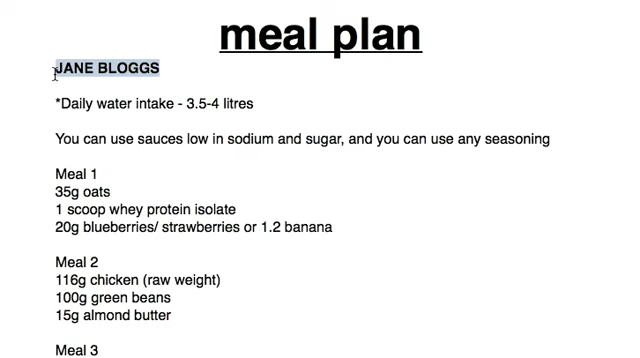 meal plan
JANE BLOGGS
*Daily water intake - 3.5-4 litres
You can use sauces low in sodium and sugar, and you can use any seasoning
Meal 1
35g oats
1 scoop whey protein isolate
20g blueberries/ strawberries or 1.2 banana
Meal 2
116g chicken (raw weight)
100g green beans
15g almond butter
Meal 3